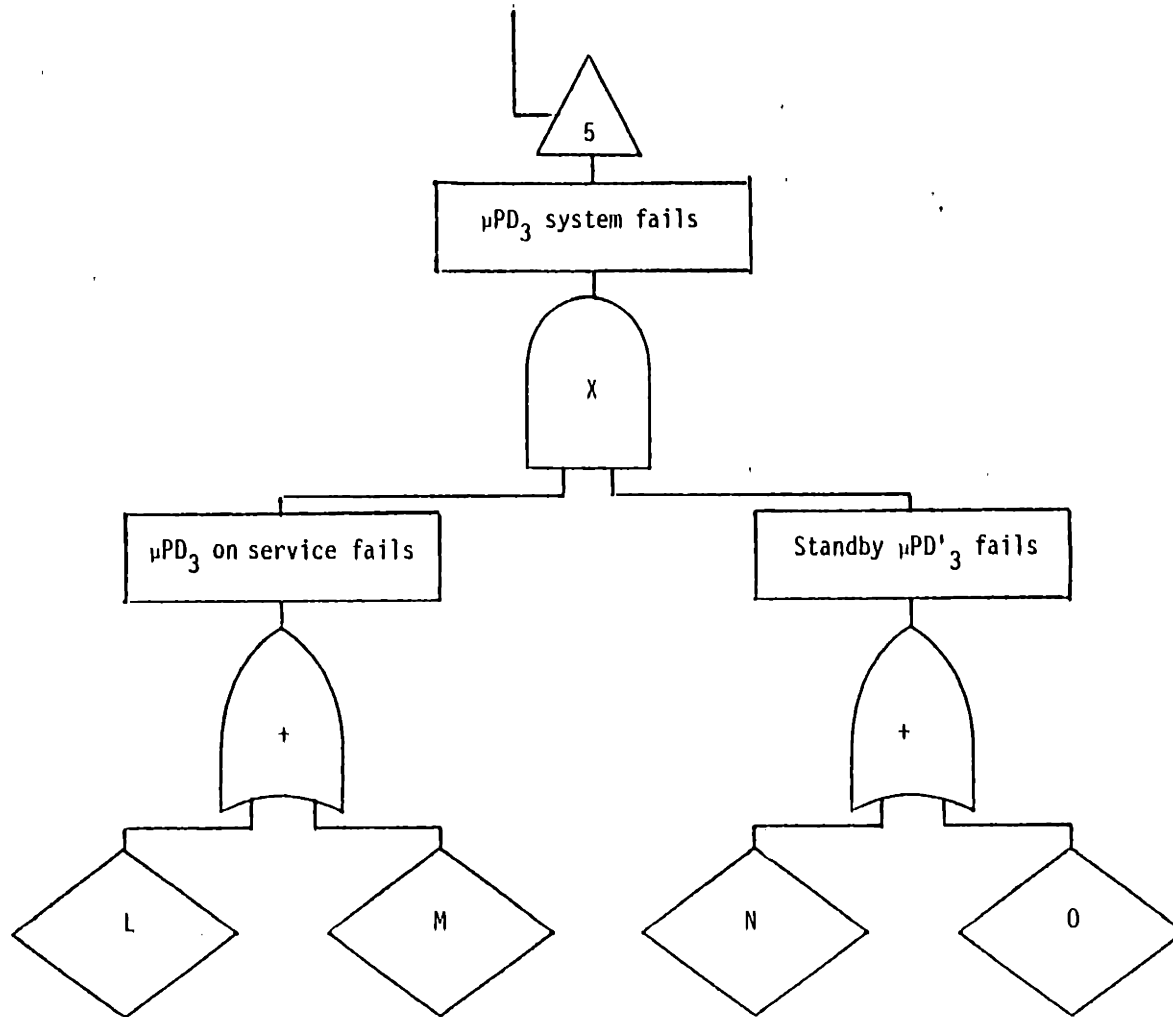 5
μPD₃ system fails
X
μPD₃ on service fails
Standby μPD'₃ fails
+
+
L
M
N
O